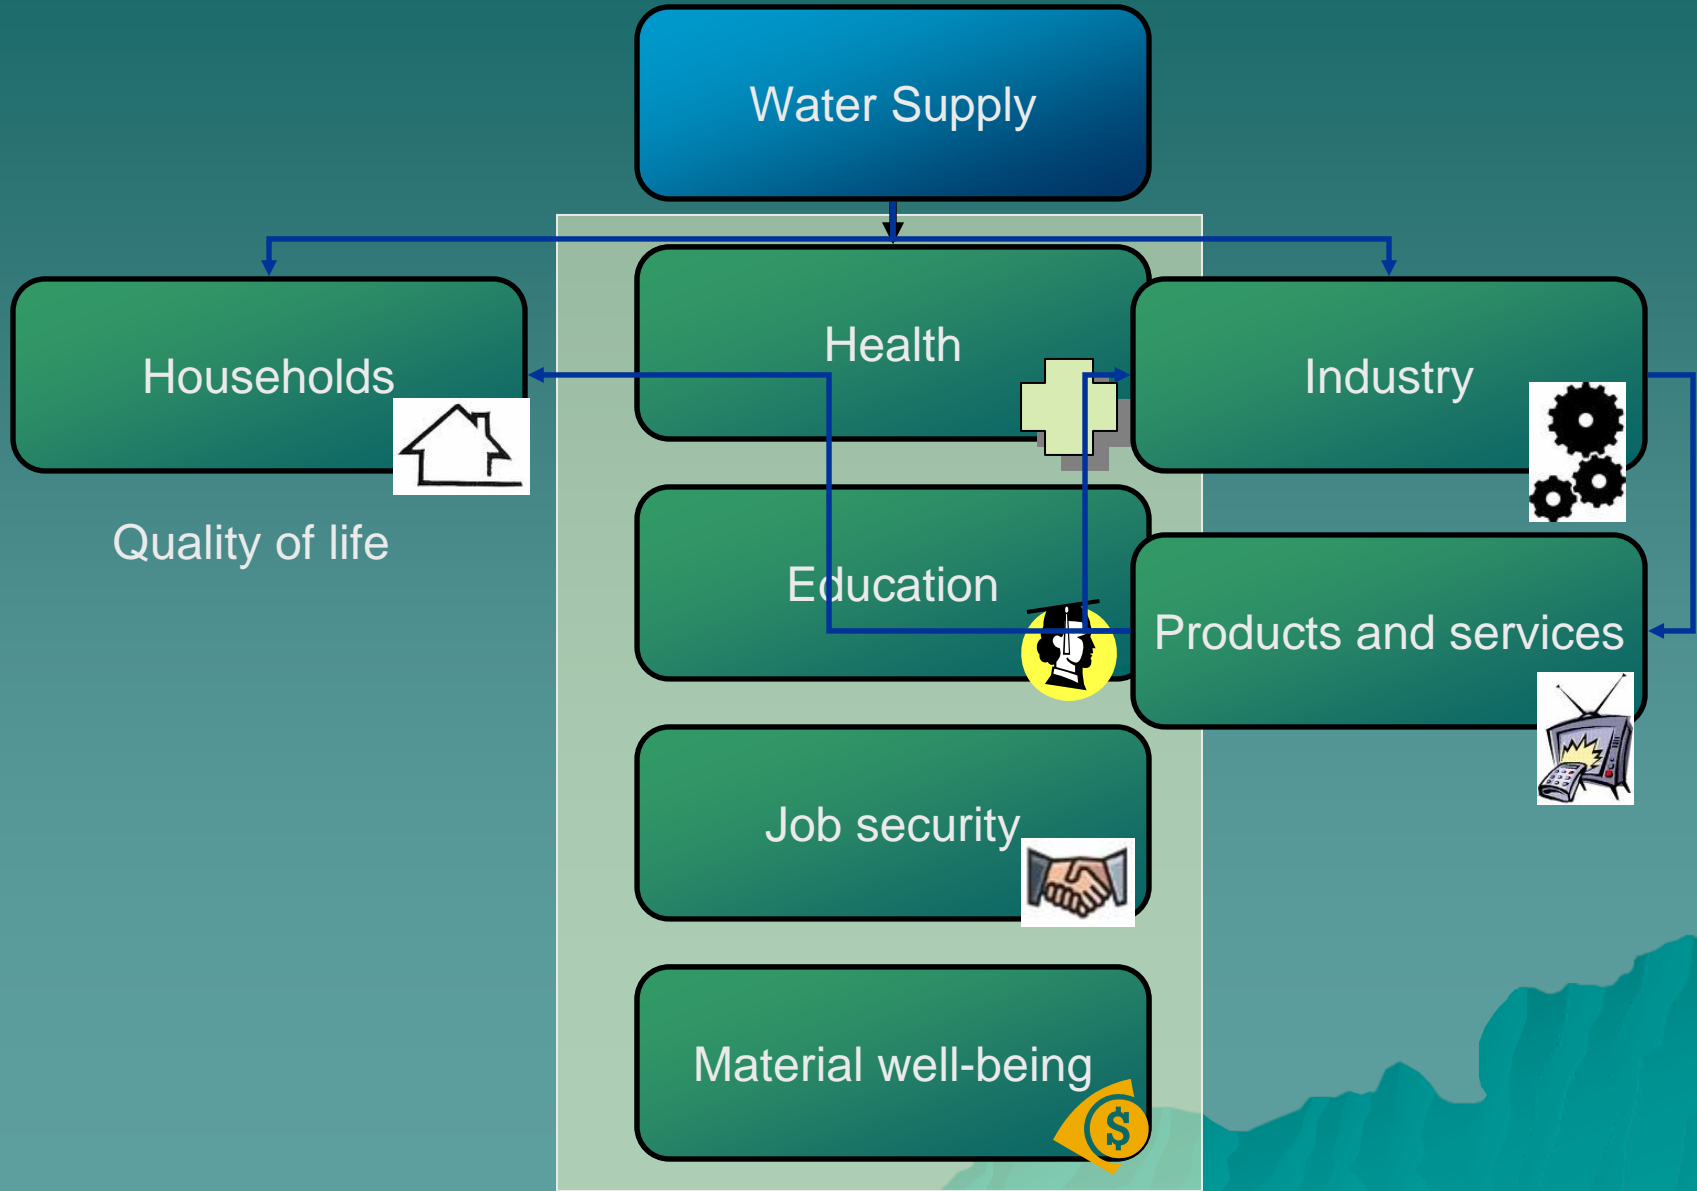 Water Supply
Health
Households
Industry
Quality of life
Education
Products and services
Job security
Material well-being
$